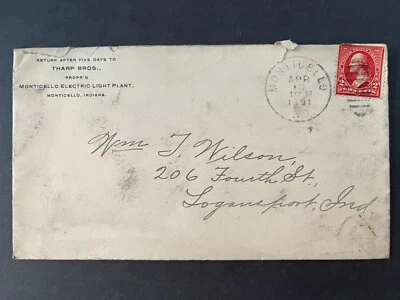 RETURN AFTER FIVE DAYS TO
THARP BROS.,
PROPR'S
MONTICELLO ELECTRIC LIGHT PLANT,
MONTICELLO, INDIANA.
MONTICELLO
APR
M
Wm T. Wilson,
206 Fourth St,
Logansport, Ind